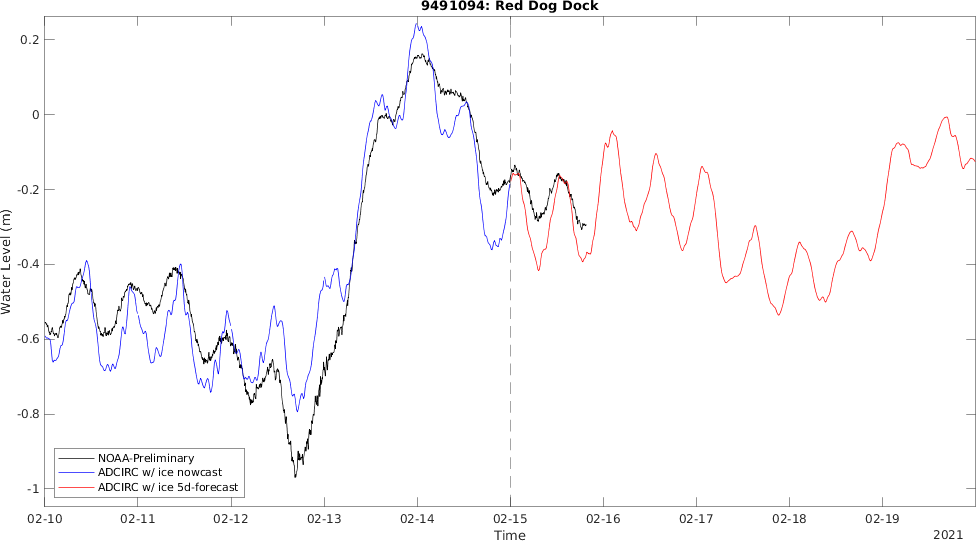 9491094: Red Dog Dock
Water Level (m)
0.2
0
-0.2
-0.4
-0.6
-0.8
-1
NOAA-Preliminary
ADCIRC w/ ice nowcast
ADCIRC w/ ice 5d-forecast
02-10 02-11 02-12 02-13 02-14 02-15 02-16 02-17 02-18 02-19
Time
2021